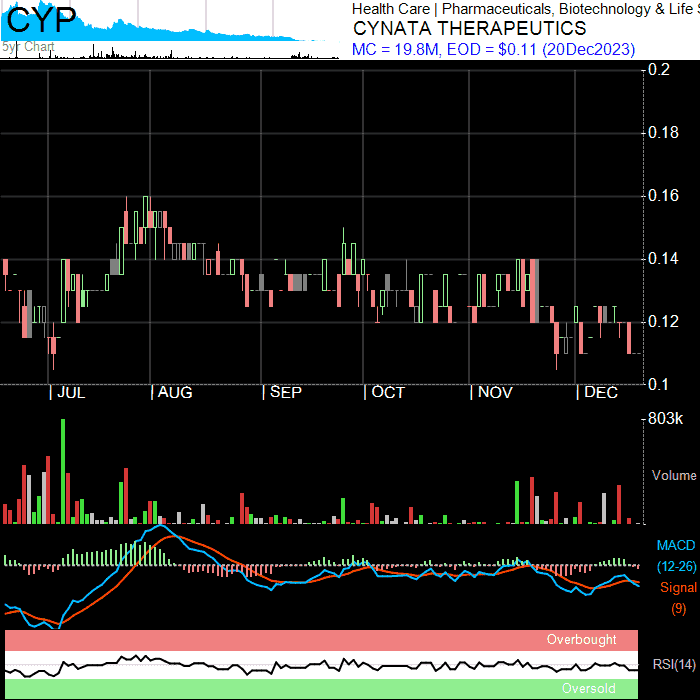 CYP
5yr Chart
Health Care | Pharmaceuticals, Biotechnology & Life S
CYNATA THERAPEUTICS
MC = 19.8M, EOD = $0.11 (20Dec2023)
0.2
0.18
0.16
0.14
0.12
0.1
| JUL | AUG | SEP | OCT | NOV | DEC
803k
Volume
MACD
(12-26)
Signal
(9)
Overbought
RSI(14)
Oversold